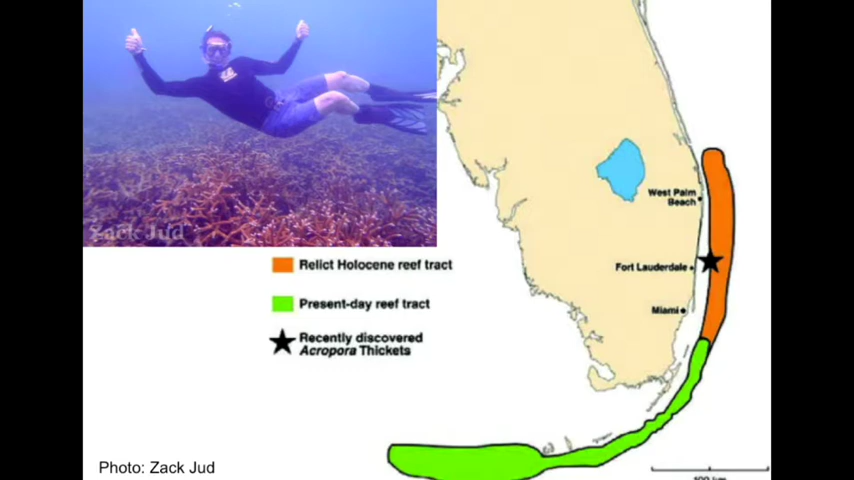 Zack Jud
West Palm
Beach
Relict Holocene reef tract
Fort Lauderdale
Present-day reef tract
Miami
Recently discovered
Acropora Thickets
Photo: Zack Jud